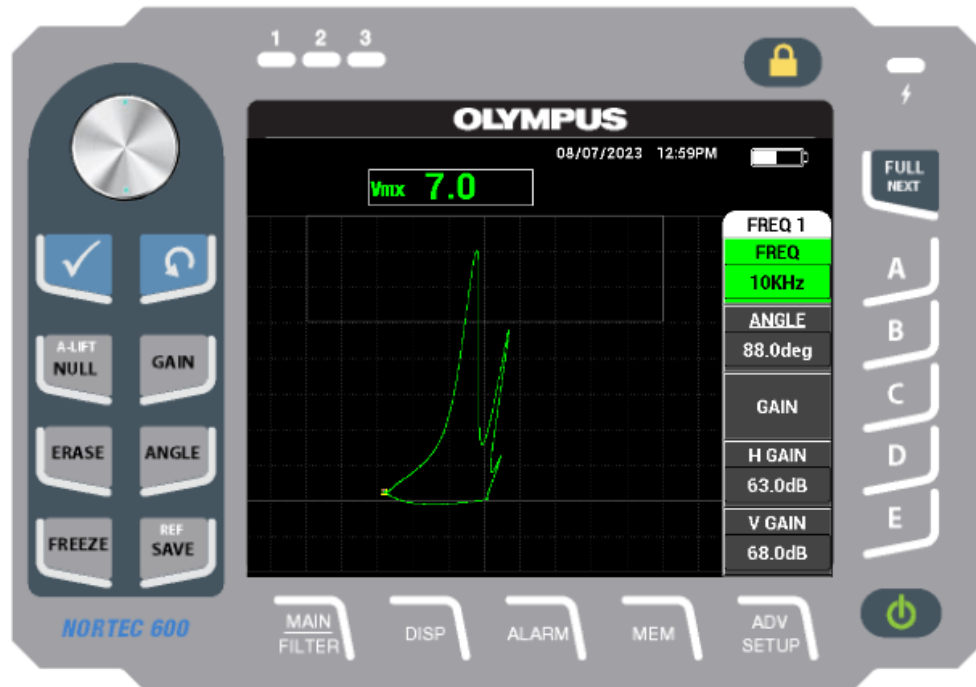 1 2 3
OLYMPUS
08/07/2023 12:59PM
Vmx 7.0
FULL
NEXT
FREQ 1
FREQ
10KHz
ANGLE
88.0deg
GAIN
H GAIN
63.0dB
V GAIN
68.0dB
A
B
C
D
E
A-LIFT
NULL
GAIN
ERASE
ANGLE
FREEZE
REF
SAVE
NORTEC 600
MAIN
FILTER
DISP
ALARM
MEM
ADV
SETUP